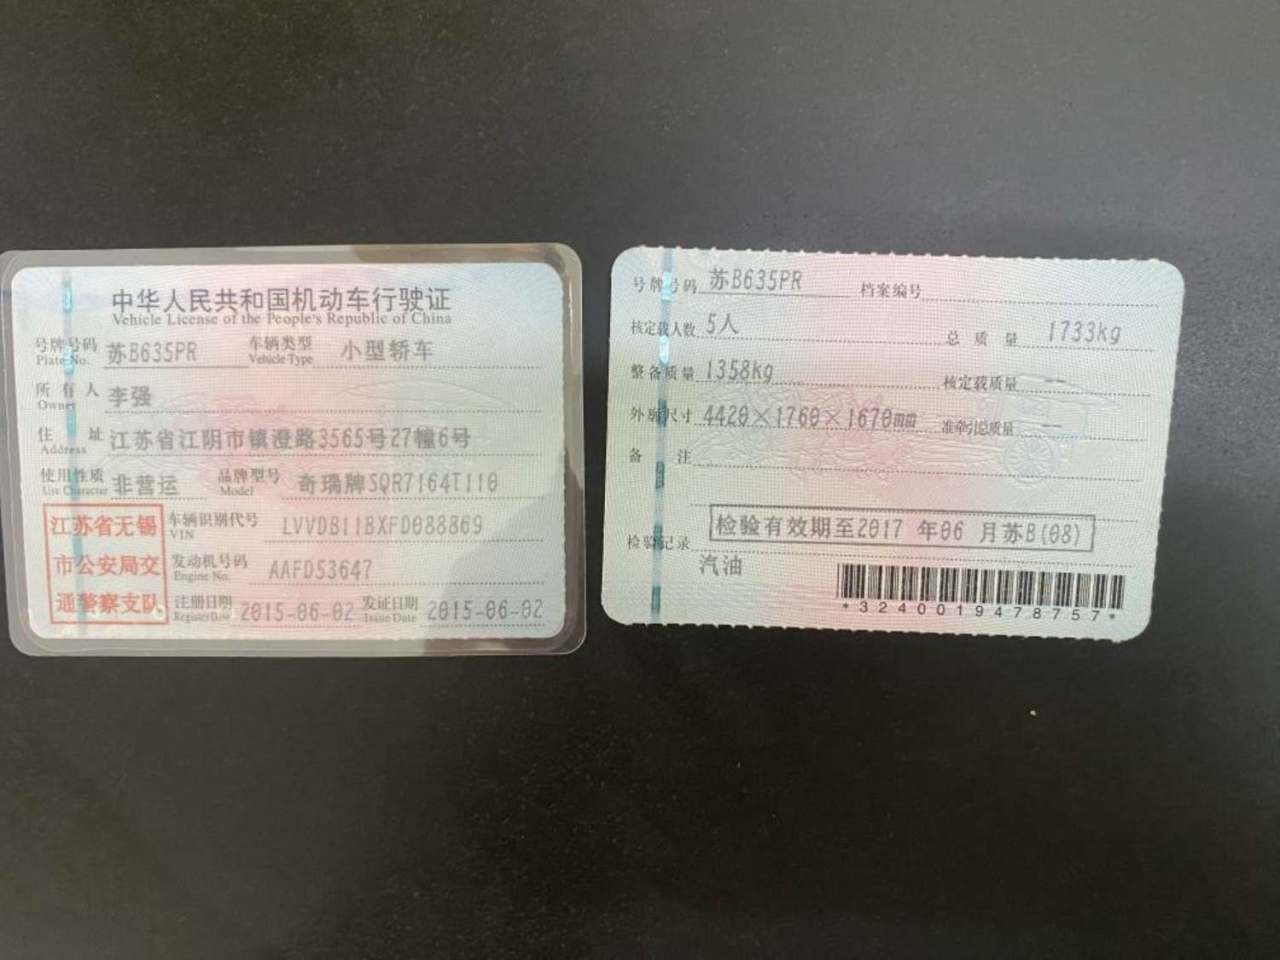 中华人民共和国机动车行驶证
Vehicle License of the People's Republic of China
号牌号码 苏B635PR 车辆类型 小型轿车
Plate No. Vehicle Type
所有人 李强
Owner
住址 江苏省江阴市镇澄路3565号27幢6号
Address
使用性质 非营运 品牌型号 奇瑞牌SQR7164T110
Use Character Model
江苏省无锡
市公安局交
通警察支队
车辆识别代号 LVVDB11BXFD088869
VIN
发动机号码 AAFD53647
Engine No.
注册日期 2015-06-02 发证日期 2015-06-02
Register Date Issue Date
号牌号码 苏B635PR 档案编号
核定载人数 5人 总质量 1733kg
整备质量 1358kg 核定载质量 --
外廓尺寸 4420×1760×1670mm 准牵引总质量 --
备注
检验有效期至2017 年06 月苏B(08)
检验记录
汽油
*3240019478757*